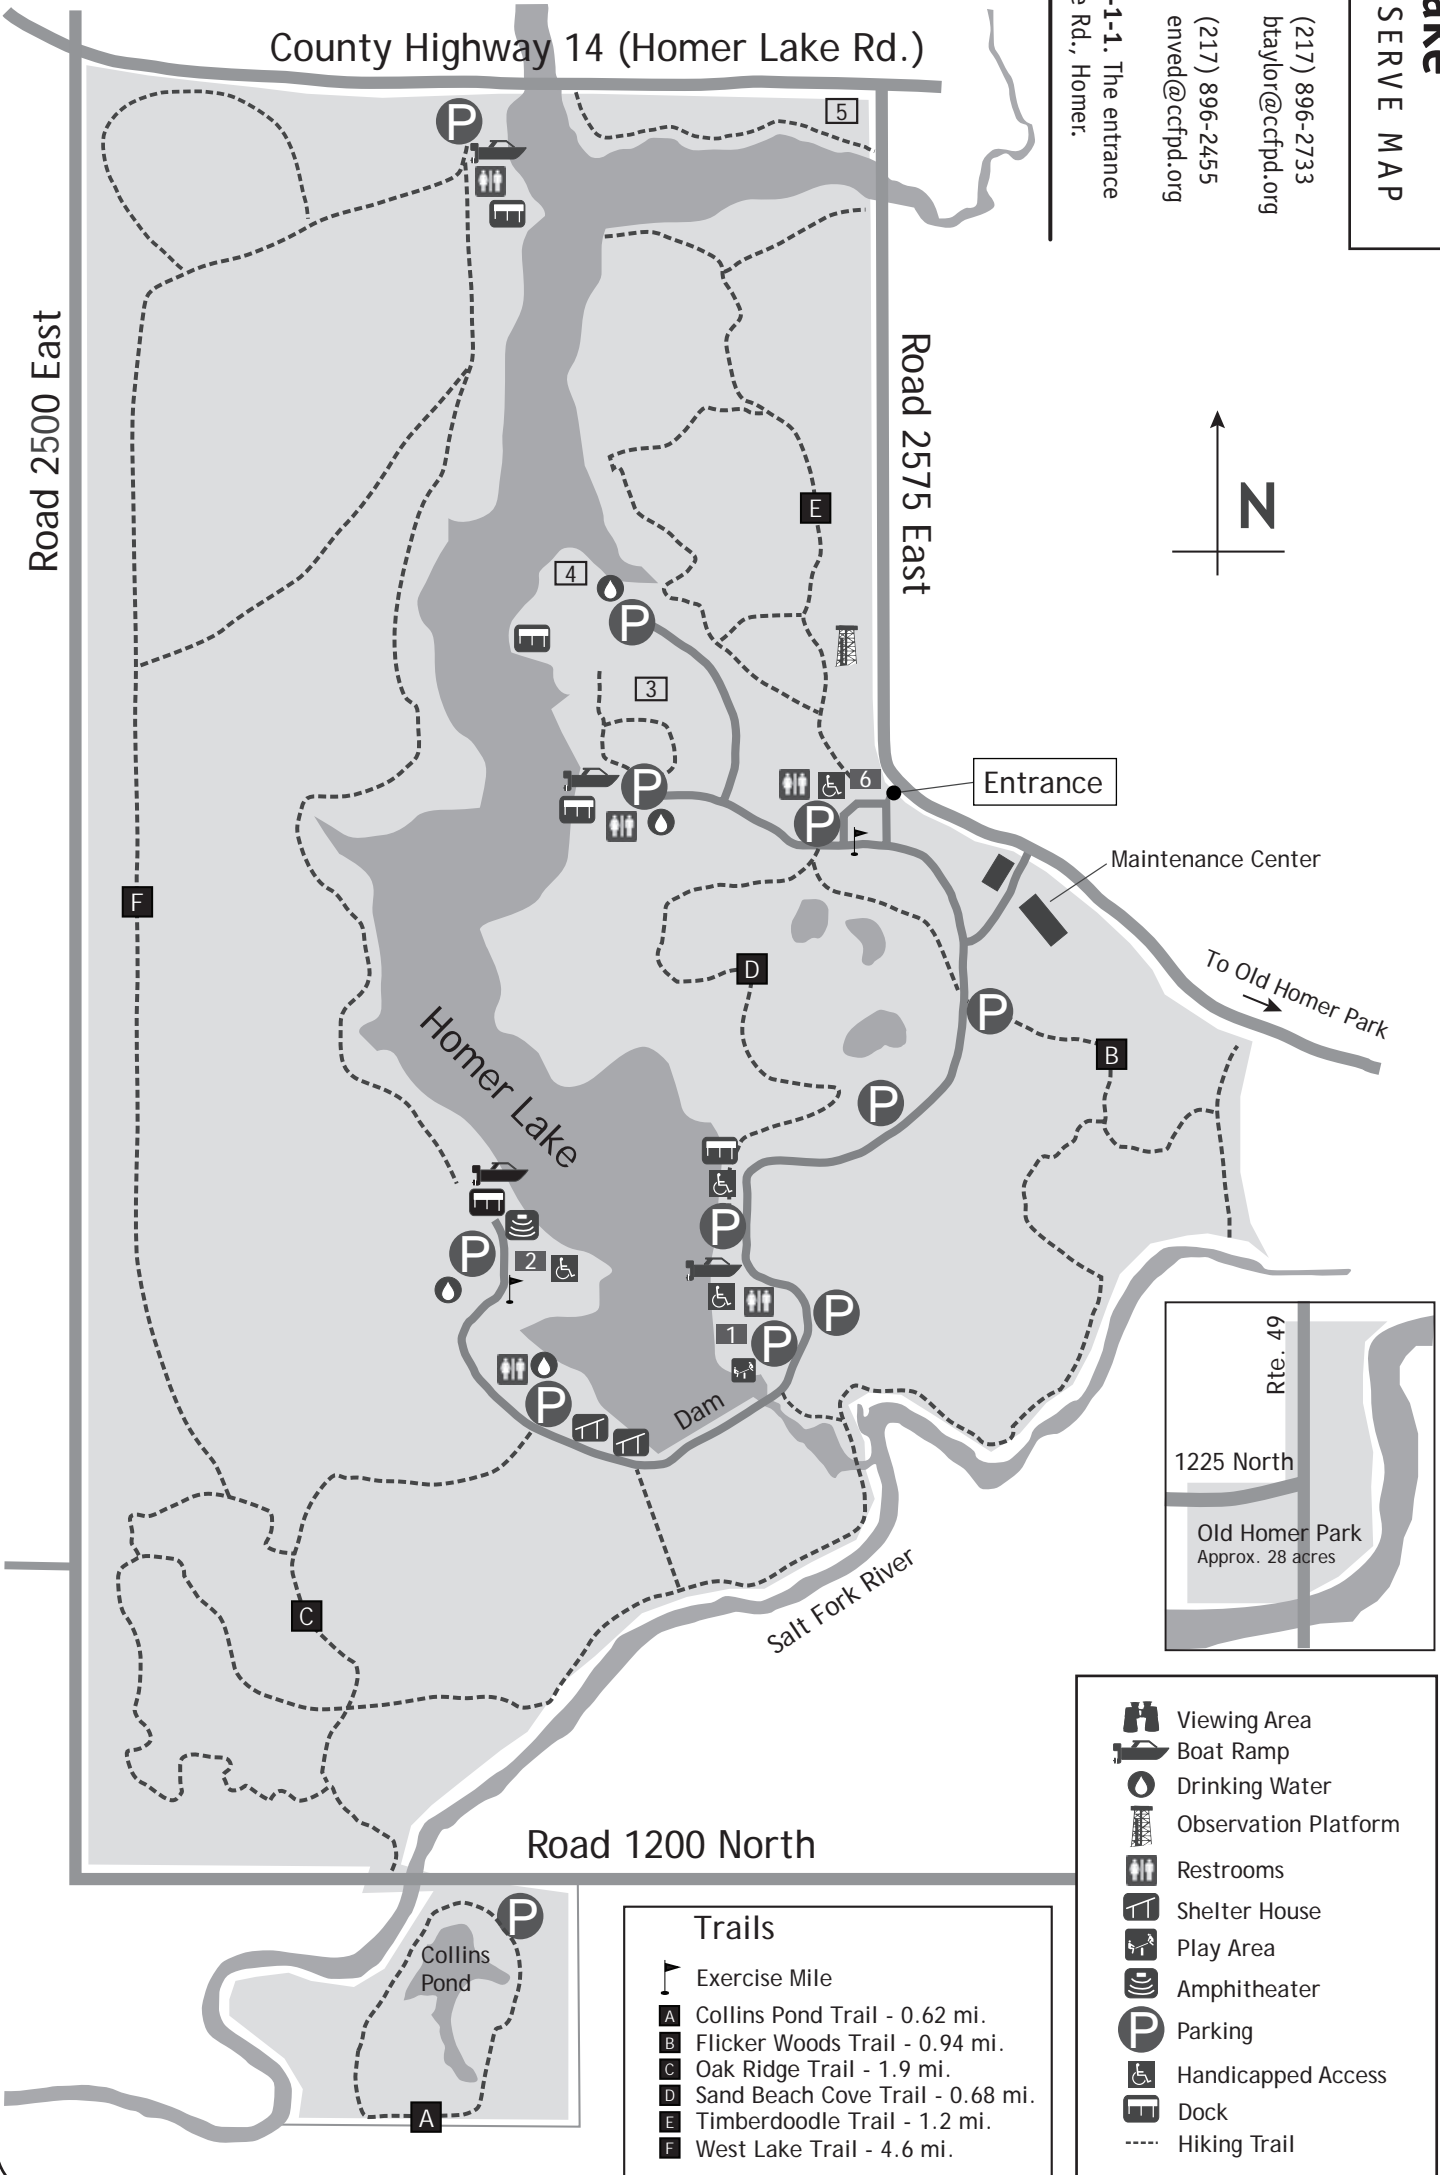 ake
SERVE MAP
(217) 896-2733
btaylor@ccfpd.org
(217) 896-2455
enved@ccfpd.org
-1-1. The entrance
e Rd., Homer.
County Highway 14 (Homer Lake Rd.)
P
5
Road 2500 East
Road 2575 East
N
E
4
P
3
P
6
Entrance
P
Maintenance Center
F
D
To Old Homer Park
P
B
Homer Lake
P
P
P
2
P
1
P
P
Dam
Rte. 49
1225 North
Old Homer Park
Approx. 28 acres
Salt Fork River
C
Road 1200 North
P
Collins
Pond
A
Trails
Exercise Mile
A Collins Pond Trail - 0.62 mi.
B Flicker Woods Trail - 0.94 mi.
C Oak Ridge Trail - 1.9 mi.
D Sand Beach Cove Trail - 0.68 mi.
E Timberdoodle Trail - 1.2 mi.
F West Lake Trail - 4.6 mi.
Viewing Area
Boat Ramp
Drinking Water
Observation Platform
Restrooms
Shelter House
Play Area
Amphitheater
P Parking
Handicapped Access
Dock
Hiking Trail